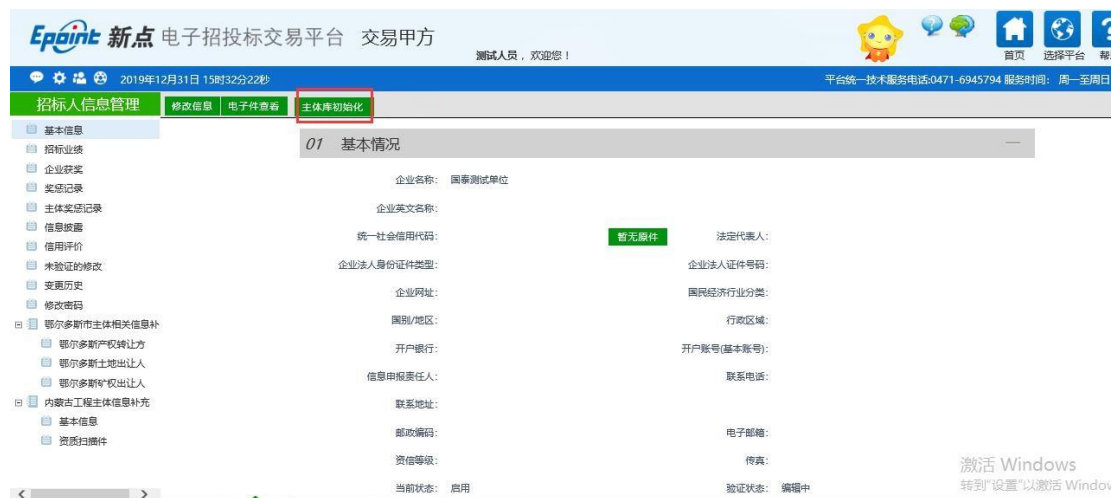 Epoint 新点 电子招投标交易平台 交易甲方
测试人员，欢迎您！
首页 选择平台
2019年12月31日 15时32分22秒
平台统一技术服务电话:0471-6945794 服务时间: 周一至周日
招标人信息管理 修改信息 电子件查看 主体库初始化
基本信息
招标业绩
企业获奖
奖惩记录
主体奖惩记录
信息披露
信用评价
未验证的修改
变更历史
修改密码
鄂尔多斯市主体相关信息补
鄂尔多斯产权转让方
鄂尔多斯土地出让人
鄂尔多斯矿权出让人
内蒙古工程主体信息补充
基本信息
资质扫描件
01 基本情况
企业名称: 国泰测试单位
企业英文名称:
统一社会信用代码: 暂无原件 法定代表人:
企业法人身份证件类型: 企业法人证件号码:
企业网址: 国民经济行业分类:
国别/地区: 行政区域:
开户银行: 开户账号(基本账号):
信息申报责任人: 联系电话:
联系地址:
邮政编码: 电子邮箱:
资信等级: 传真:
当前状态: 启用 验证状态: 编辑中
激活 Windows
转到"设置"以激活 Window